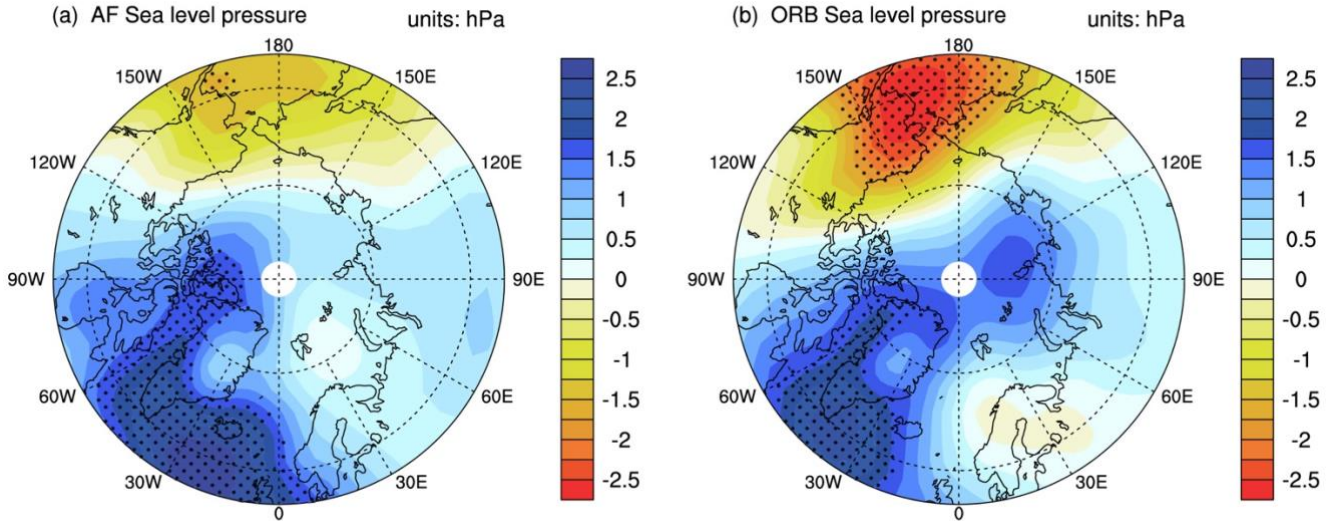 (a) AF Sea level pressure units: hPa
180
150W 150E
120W 120E
90W 90E
60W 60E
30W 30E
0
2.5
2
1.5
1
0.5
0
-0.5
-1
-1.5
-2
-2.5
(b) ORB Sea level pressure units: hPa
180
150W 150E
120W 120E
90W 90E
60W 60E
30W 30E
0
2.5
2
1.5
1
0.5
0
-0.5
-1
-1.5
-2
-2.5